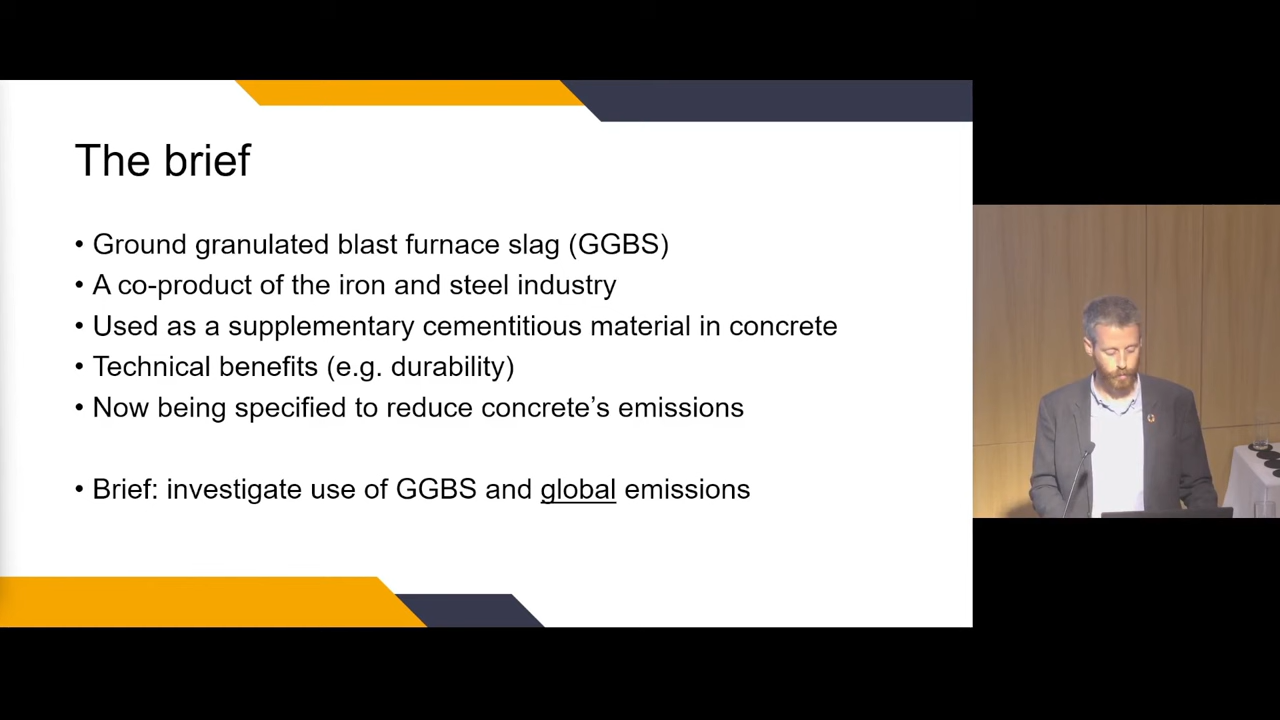 The brief
• Ground granulated blast furnace slag (GGBS)
• A co-product of the iron and steel industry
• Used as a supplementary cementitious material in concrete
• Technical benefits (e.g. durability)
• Now being specified to reduce concrete’s emissions
• Brief: investigate use of GGBS and global emissions